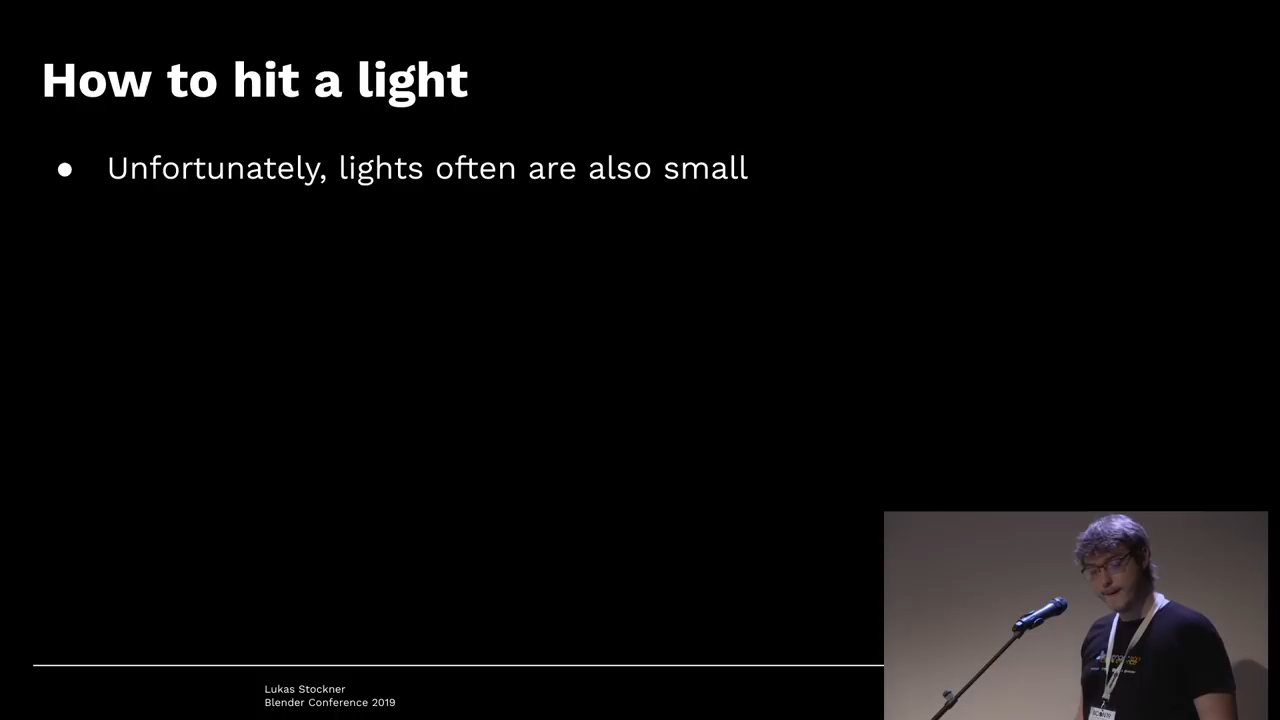 How to hit a light
● Unfortunately, lights often are also small
Lukas Stockner
Blender Conference 2019